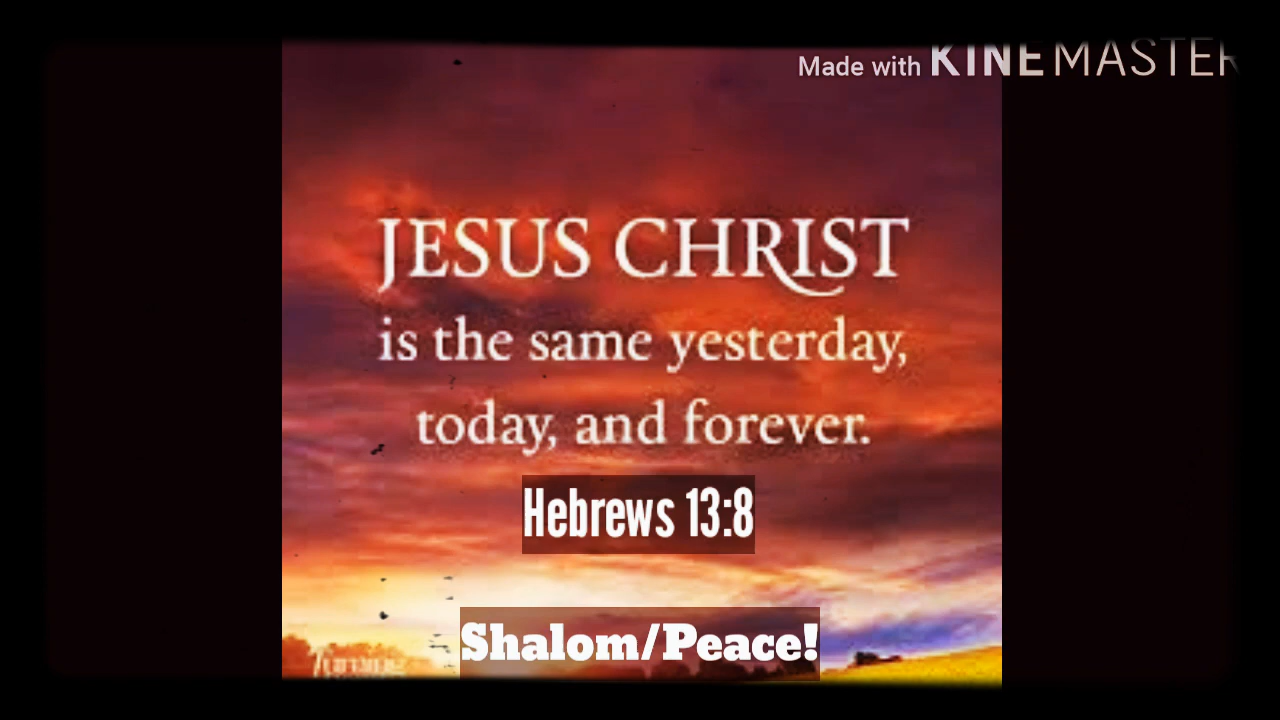 Made with KINEMASTER
JESUS CHRIST
is the same yesterday,
today, and forever.
Hebrews 13:8
Shalom/Peace!